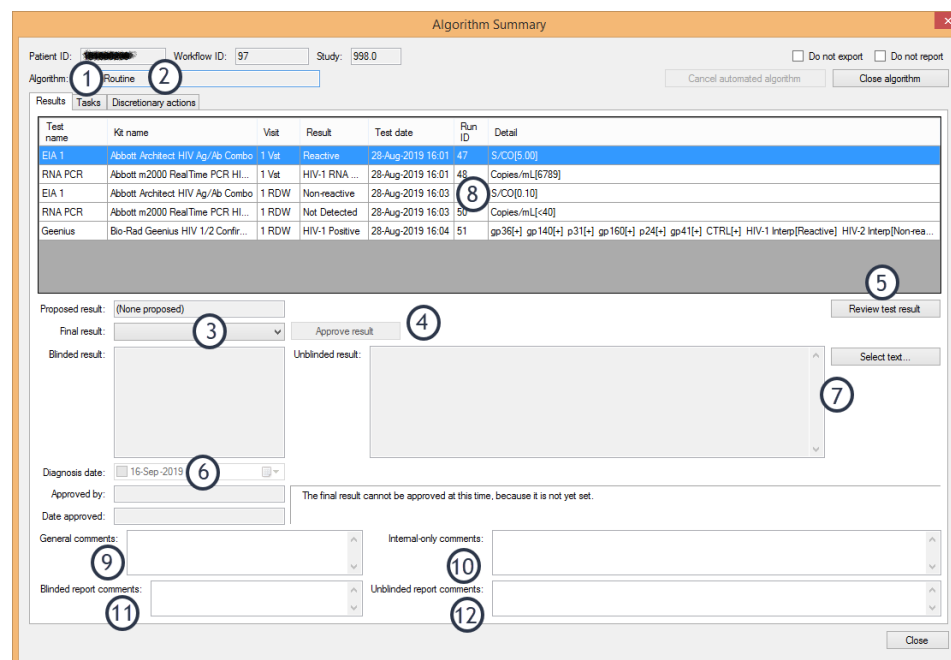 Algorithm Summary
Patient ID: Workflow ID: 97 Study: 998.0 Do not export Do not report
Algorithm: 1 Routine 2 Cancel automated algorithm Close algorithm
Results Tasks Discretionary actions
Test name Kit name Visit Result Test date Run ID Detail
EIA 1 Abbott Architect HIV Ag/Ab Combo 1 Vst Reactive 28-Aug-2019 16:01 47 S/CO[5.00]
RNA PCR Abbott m2000 RealTime PCR HI... 1 Vst HIV-1 RNA ... 28-Aug-2019 16:01 48 Copies/mL[6789]
EIA 1 Abbott Architect HIV Ag/Ab Combo 1 RDW Non-reactive 28-Aug-2019 16:03 8 S/CO[0.10]
RNA PCR Abbott m2000 RealTime PCR HI... 1 RDW Not Detected 28-Aug-2019 16:03 50 Copies/mL[<40]
Geenius Bio-Rad Geenius HIV 1/2 Confir... 1 RDW HIV-1 Positive 28-Aug-2019 16:04 51 gp36[+] gp140[+] p31[+] gp160[+] p24[+] gp41[+] CTRL[+] HIV-1 Interp[Reactive] HIV-2 Interp[Non-rea...
5
Proposed result: (None proposed) Review test result
Final result: 3 Approve result 4
Blinded result: Unblinded result: Select text...
7
Diagnosis date: 16-Sep-2019 6
Approved by: The final result cannot be approved at this time, because it is not yet set.
Date approved:
General comments: Internal-only comments:
9 10
Blinded report comments: Unblinded report comments:
11 12
Close